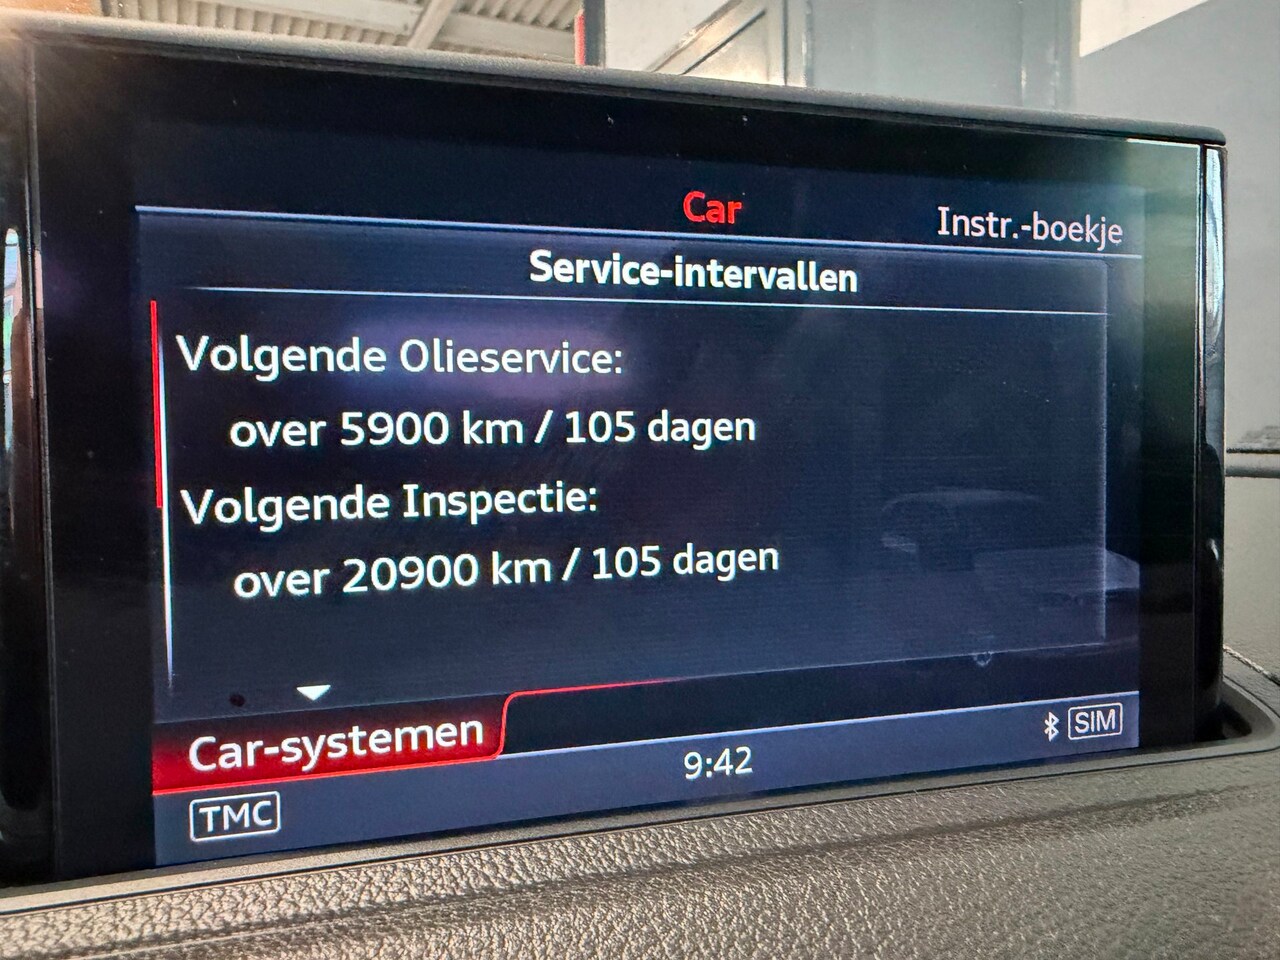 Car
Instr.-boekje
Service-intervallen
Volgende Olieservice:
over 5900 km / 105 dagen
Volgende Inspectie:
over 20900 km / 105 dagen
Car-systemen
9:42
SIM
TMC